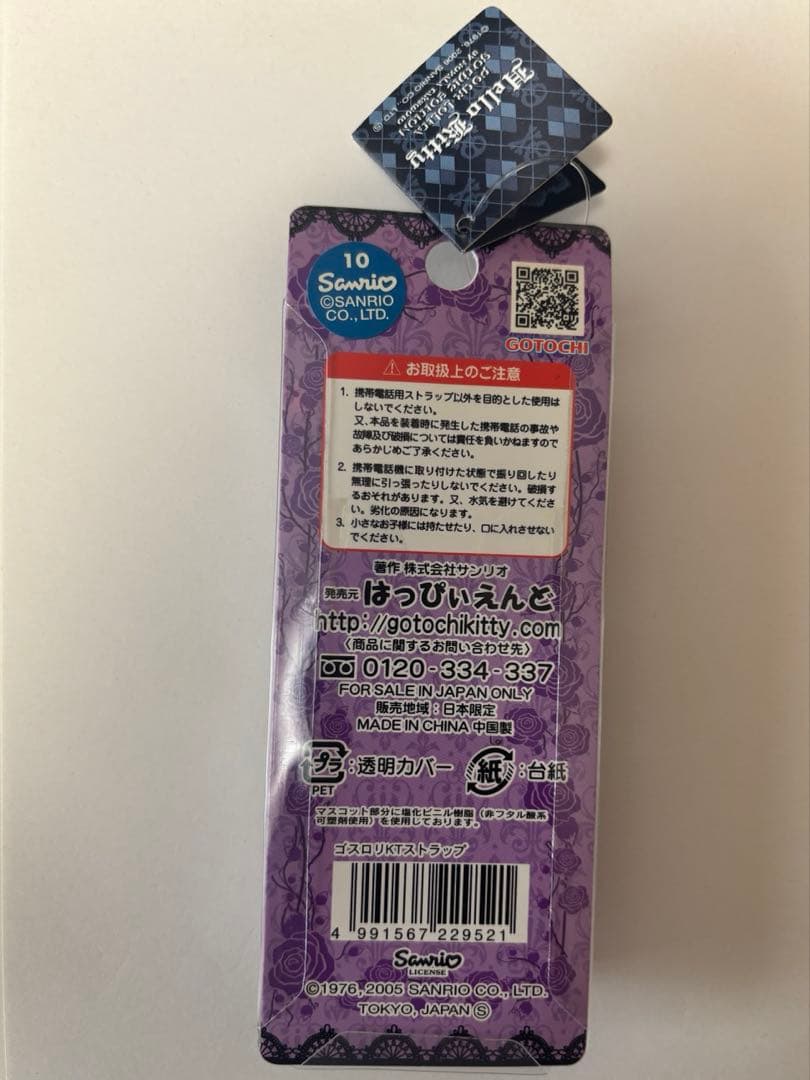 Hello Kitty
GOTHIC EDITION
©1976, 2006 SANRIO CO., LTD. Ⓢ
10
Sanrio
©SANRIO
CO., LTD.
GOTOCHI
⚠ お取扱上のご注意
1. 携帯電話用ストラップ以外を目的とした使用は
しないでください。
又、本品を装着時に発生した携帯電話の事故や
故障及び破損については責任を負いかねますので
あらかじめご了承ください。
2. 携帯電話機に取り付けた状態で振り回したり
無理に引っ張ったりしないでください。破損す
るおそれがあります。又、水気を避けてくださ
い。劣化の原因になります。
3. 小さなお子様には持たせたり、口に入れさせない
でください。
著作 株式会社サンリオ
発売元 はっぴぃえんど
http://gotochikitty.com
〈商品に関するお問い合わせ先〉
0120-334-337
FOR SALE IN JAPAN ONLY
販売地域：日本限定
MADE IN CHINA 中国製
プラ：透明カバー 紙：台紙
PET
マスコット部分に塩化ビニル樹脂（非フタル酸系
可塑剤使用）を使用しております。
ゴスロリKTストラップ
4 991567 229521
Sanrio
LICENSE
©1976, 2005 SANRIO CO., LTD.
TOKYO, JAPAN Ⓢ